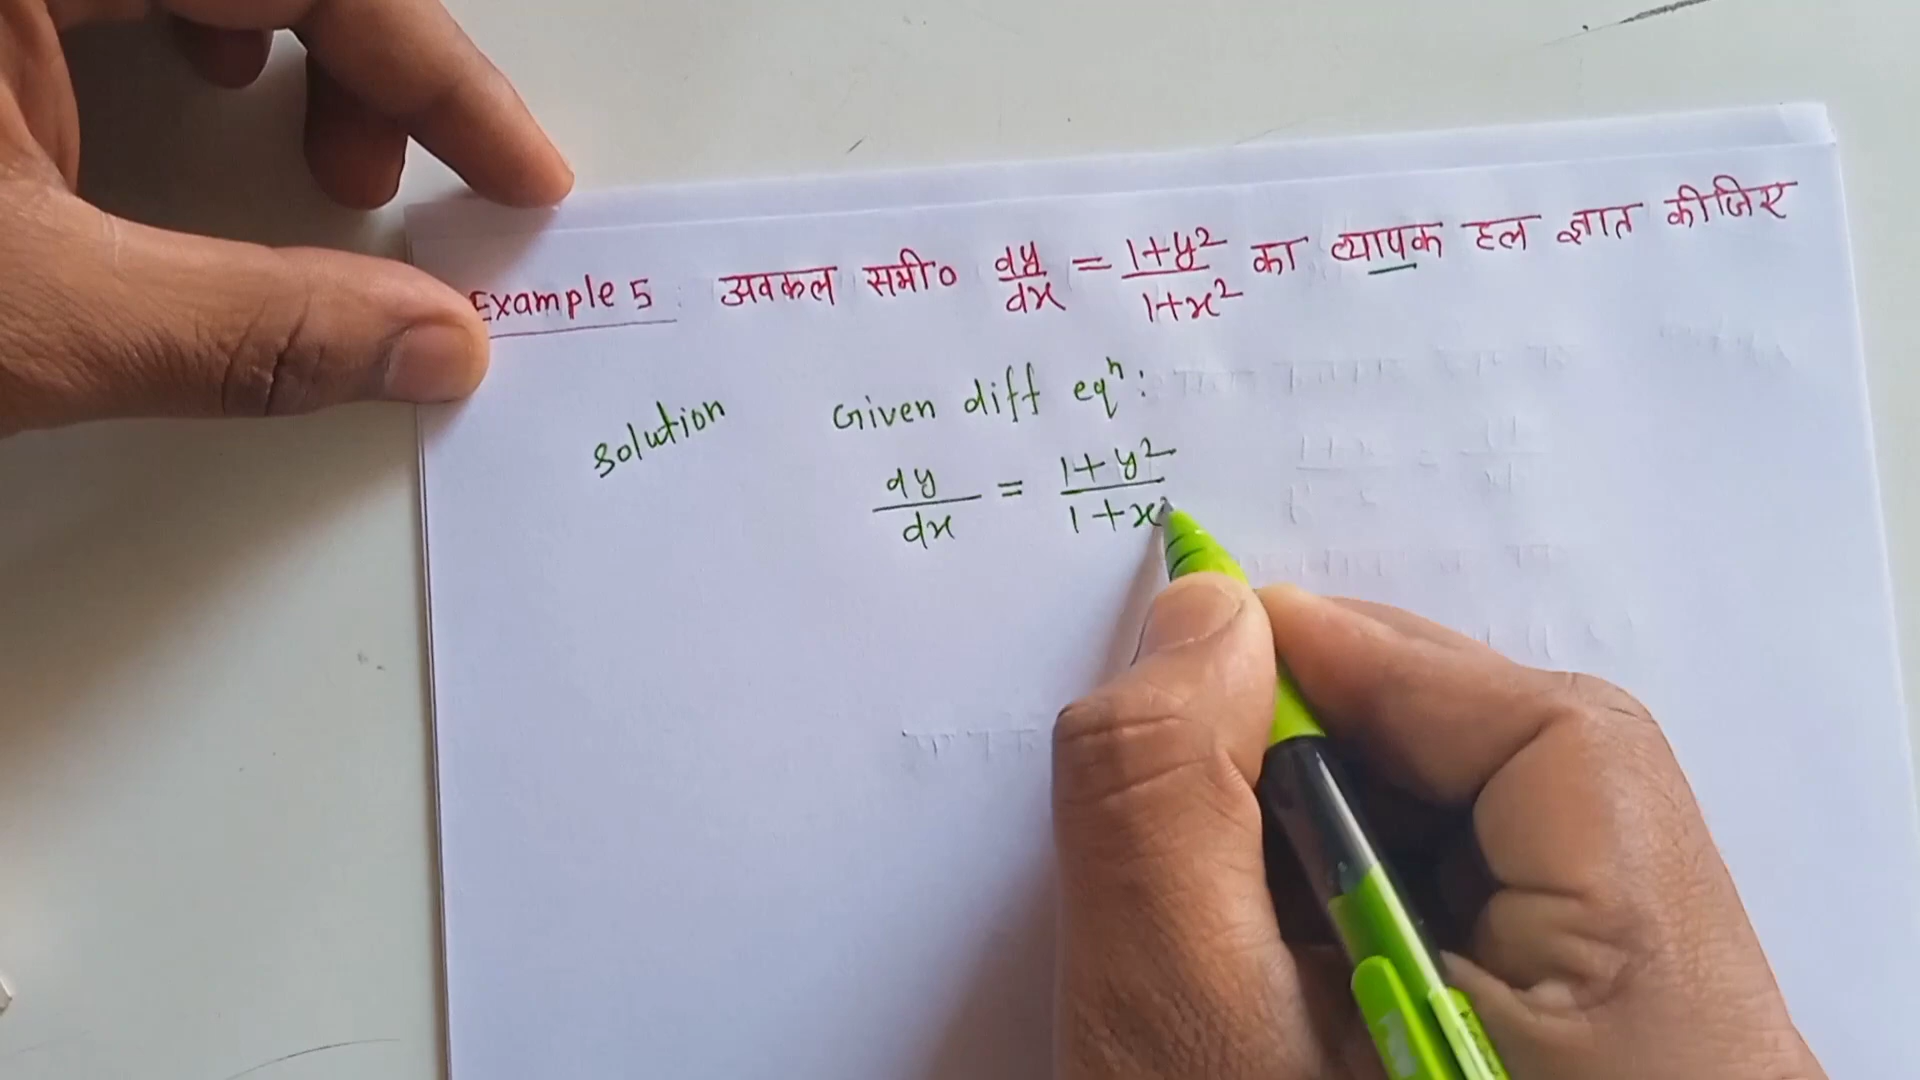 Example 5 : अवकल समी० dy/dx = 1+y²/1+x² का व्यापक हल ज्ञात कीजिए
solution Given diff eqⁿ:
dy/dx = 1+y²/1+x